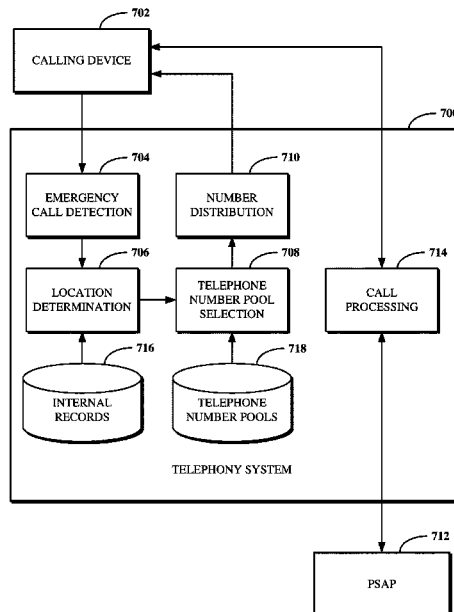 702
CALLING DEVICE
700
704
EMERGENCY
CALL DETECTION
710
NUMBER
DISTRIBUTION
706
LOCATION
DETERMINATION
708
TELEPHONE
NUMBER POOL
SELECTION
714
CALL
PROCESSING
716
INTERNAL
RECORDS
718
TELEPHONE
NUMBER POOLS
TELEPHONY SYSTEM
712
PSAP